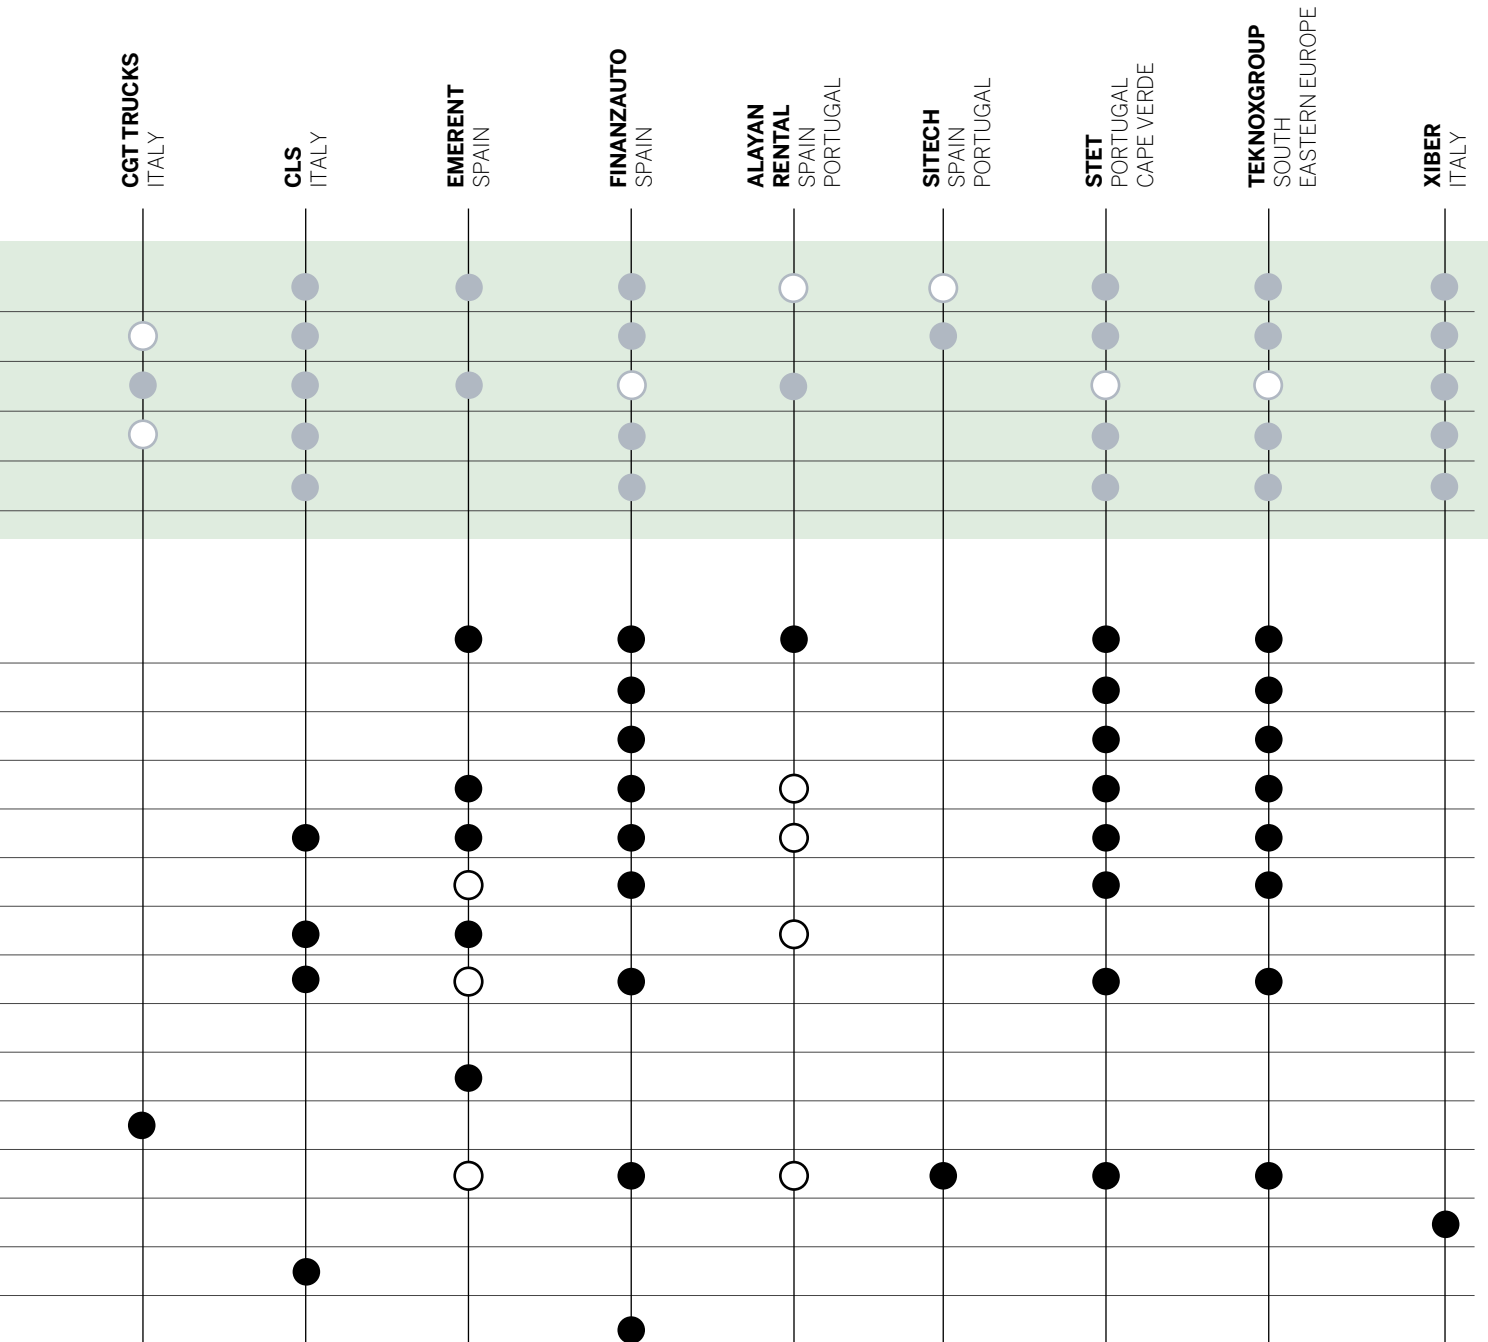 CGT TRUCKS
ITALY
CLS
ITALY
EMERENT
SPAIN
FINANZAUTO
SPAIN
ALAYAN
RENTAL
SPAIN
PORTUGAL
SITECH
SPAIN
PORTUGAL
STET
PORTUGAL
CAPE VERDE
TEKNOXGROUP
SOUTH
EASTERN EUROPE
XIBER
ITALY